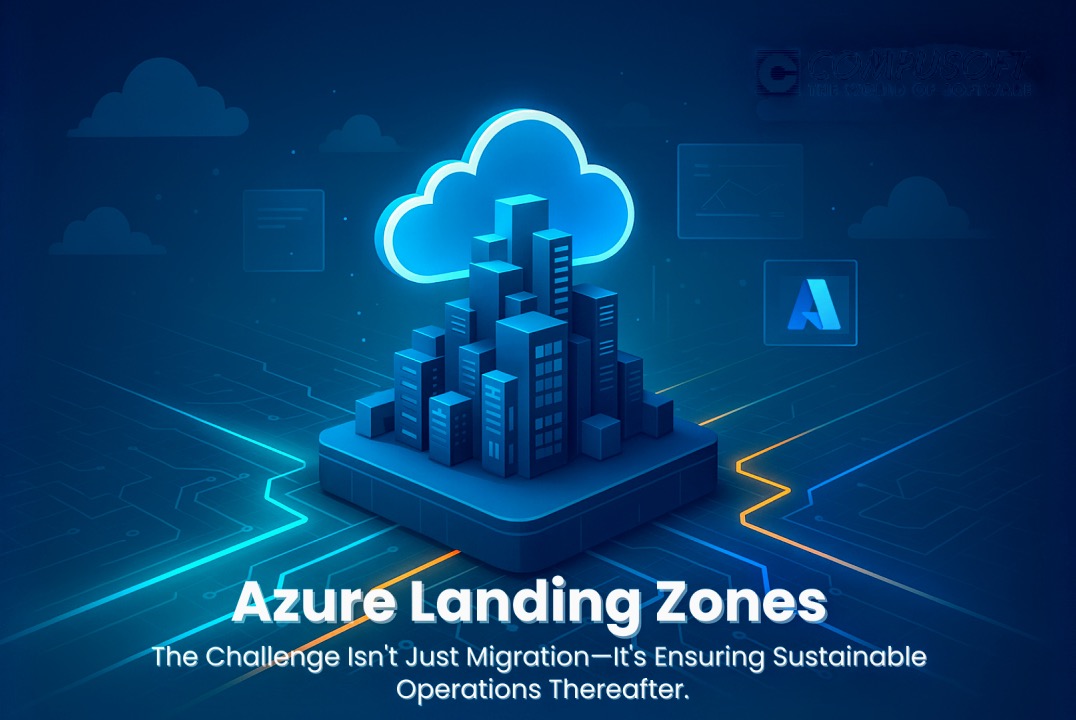 Azure Landing Zones
The Challenge Isn't Just Migration—It's Ensuring Sustainable
Operations Thereafter.